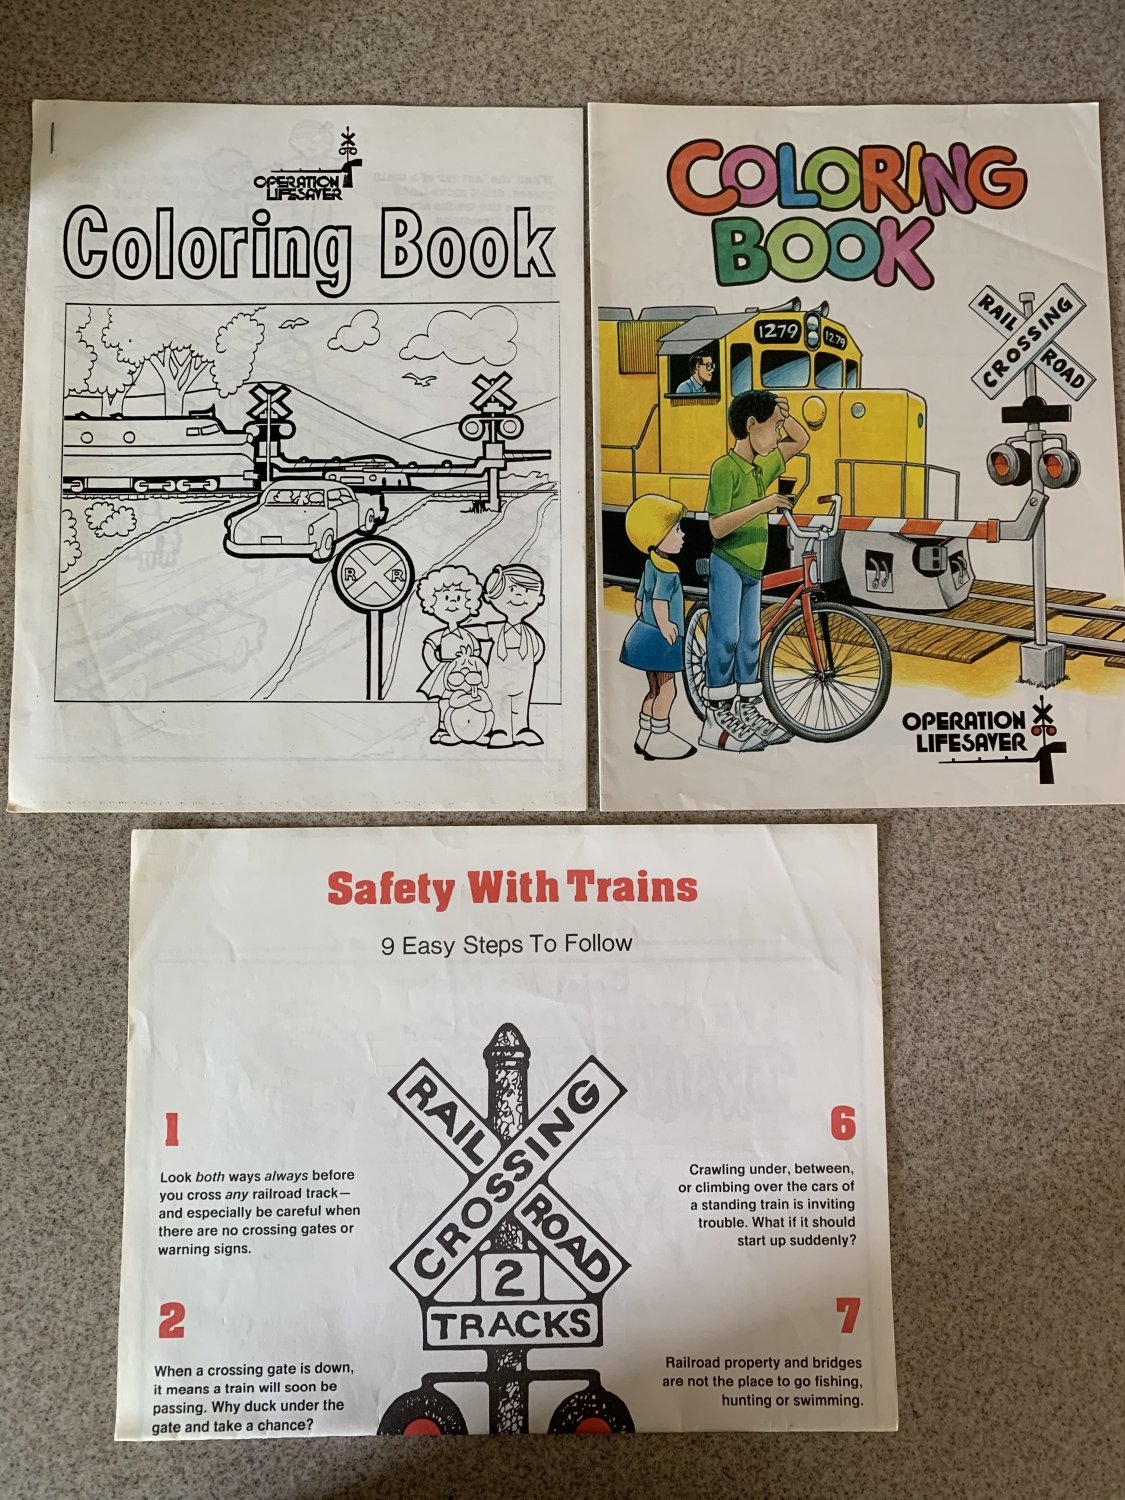 OPERATION
LIFESAVER
Coloring Book
R R
COLORING
BOOK
RAIL ROAD
CROSSING
1279
1279
OPERATION
LIFESAVER
Safety With Trains
9 Easy Steps To Follow
RAIL ROAD
CROSSING
2
TRACKS
1
Look both ways always before
you cross any railroad track—
and especially be careful when
there are no crossing gates or
warning signs.
2
When a crossing gate is down,
it means a train will soon be
passing. Why duck under the
gate and take a chance?
6
Crawling under, between,
or climbing over the cars of
a standing train is inviting
trouble. What if it should
start up suddenly?
7
Railroad property and bridges
are not the place to go fishing,
hunting or swimming.